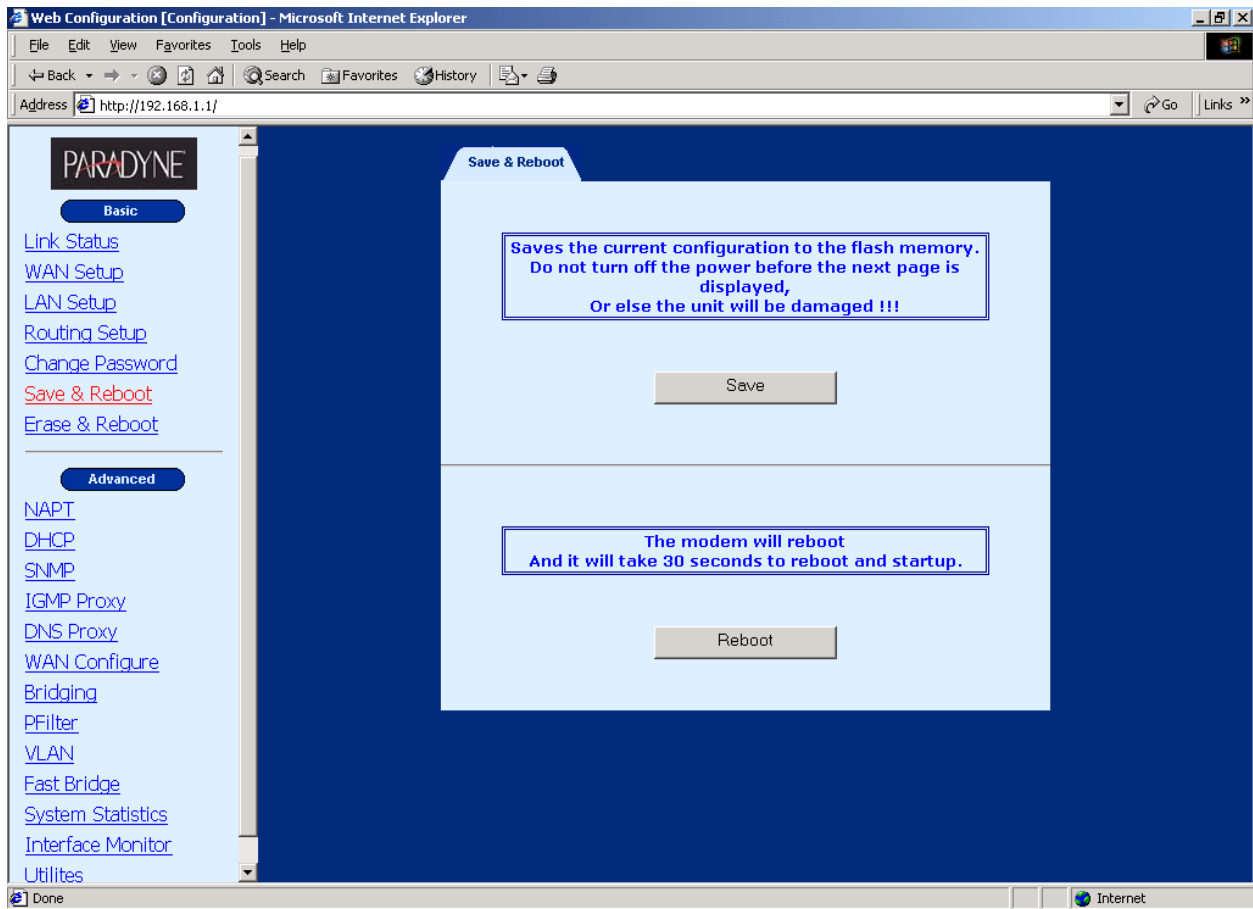 Web Configuration [Configuration] - Microsoft Internet Explorer
File Edit View Favorites Tools Help
Back Search Favorites History
Address http://192.168.1.1/ Go Links »
PARADYNE
Basic
Link Status
WAN Setup
LAN Setup
Routing Setup
Change Password
Save & Reboot
Erase & Reboot
Advanced
NAPT
DHCP
SNMP
IGMP Proxy
DNS Proxy
WAN Configure
Bridging
PFilter
VLAN
Fast Bridge
System Statistics
Interface Monitor
Utilites
Save & Reboot
Saves the current configuration to the flash memory.
Do not turn off the power before the next page is
displayed,
Or else the unit will be damaged !!!
Save
The modem will reboot
And it will take 30 seconds to reboot and startup.
Reboot
Done Internet